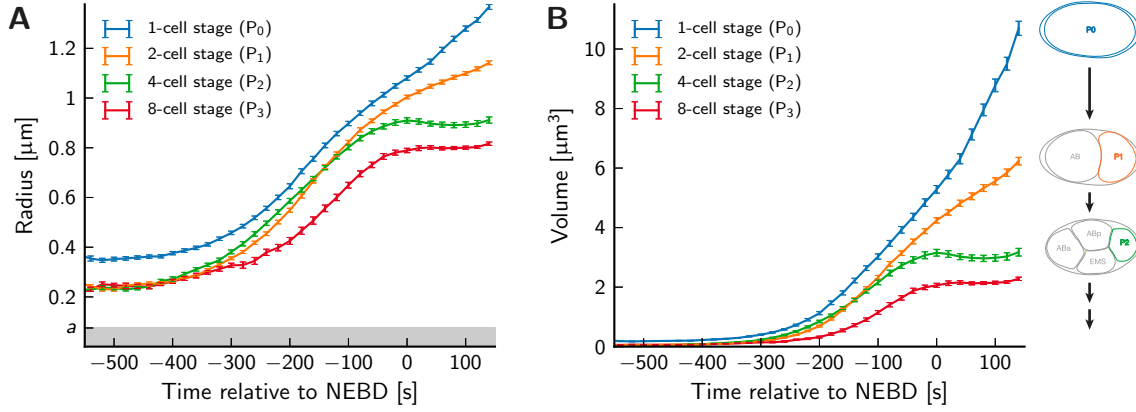 A
1-cell stage (P0)
2-cell stage (P1)
4-cell stage (P2)
8-cell stage (P3)
Radius [μm]
1.2
1
0.8
0.6
0.4
0.2
a
−500 −400 −300 −200 −100 0 100
Time relative to NEBD [s]
B
1-cell stage (P0)
2-cell stage (P1)
4-cell stage (P2)
8-cell stage (P3)
Volume [μm³]
10
8
6
4
2
0
−500 −400 −300 −200 −100 0 100
Time relative to NEBD [s]
P0
AB P1
ABp
ABa P2
EMS